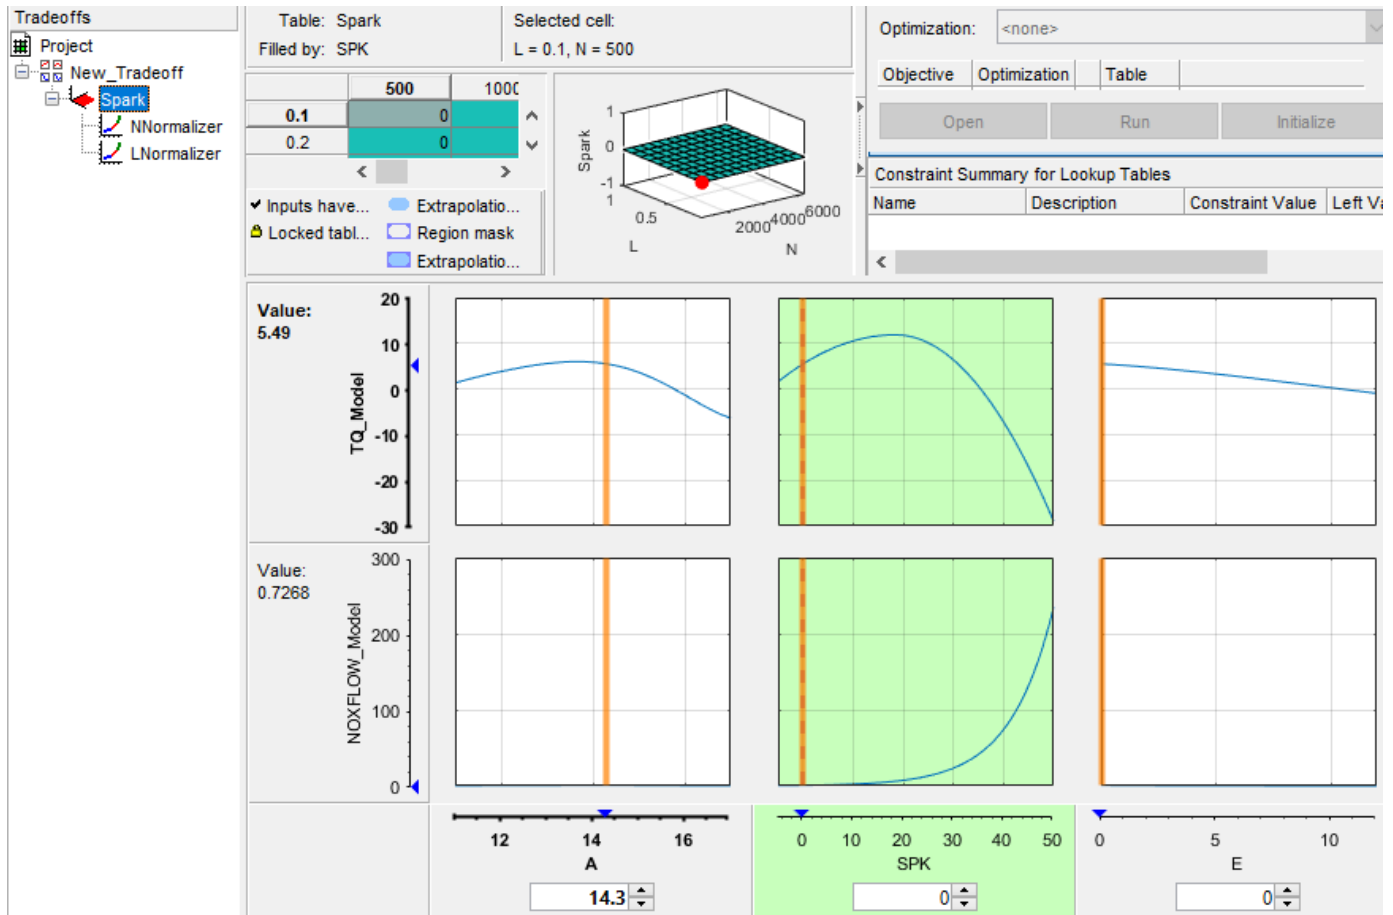 Tradeoffs
Project
New_Tradeoff
Spark
NNormalizer
LNormalizer
Table: Spark
Filled by: SPK
Selected cell:
L = 0.1, N = 500
500 100
0.1 0
0.2 0
Inputs have...
Extrapolatio...
Locked tabl...
Region mask
Extrapolatio...
Spark
1
0
-1
1
0.5
L
2000
4000
6000
N
Optimization: <none>
Objective Optimization Table
Open Run Initialize
Constraint Summary for Lookup Tables
Name Description Constraint Value Left Va
Value:
5.49
TQ_Model
20
10
0
-10
-20
-30
Value:
0.7268
NOXFLOW_Model
300
200
100
0
12 14 16
A
14.3
0 10 20 30 40 50
SPK
0
0 5 10
E
0